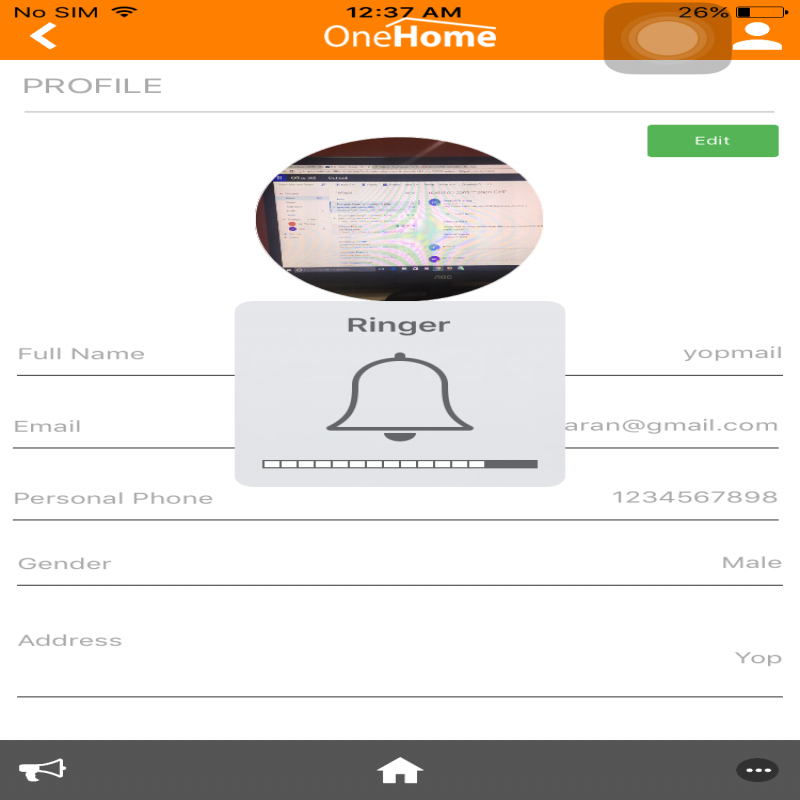 No SIM 12:37 AM 26%
OneHome
PROFILE
Edit
Ringer
Full Name yopmail
Email aran@gmail.com
Personal Phone 1234567898
Gender Male
Address
Yop